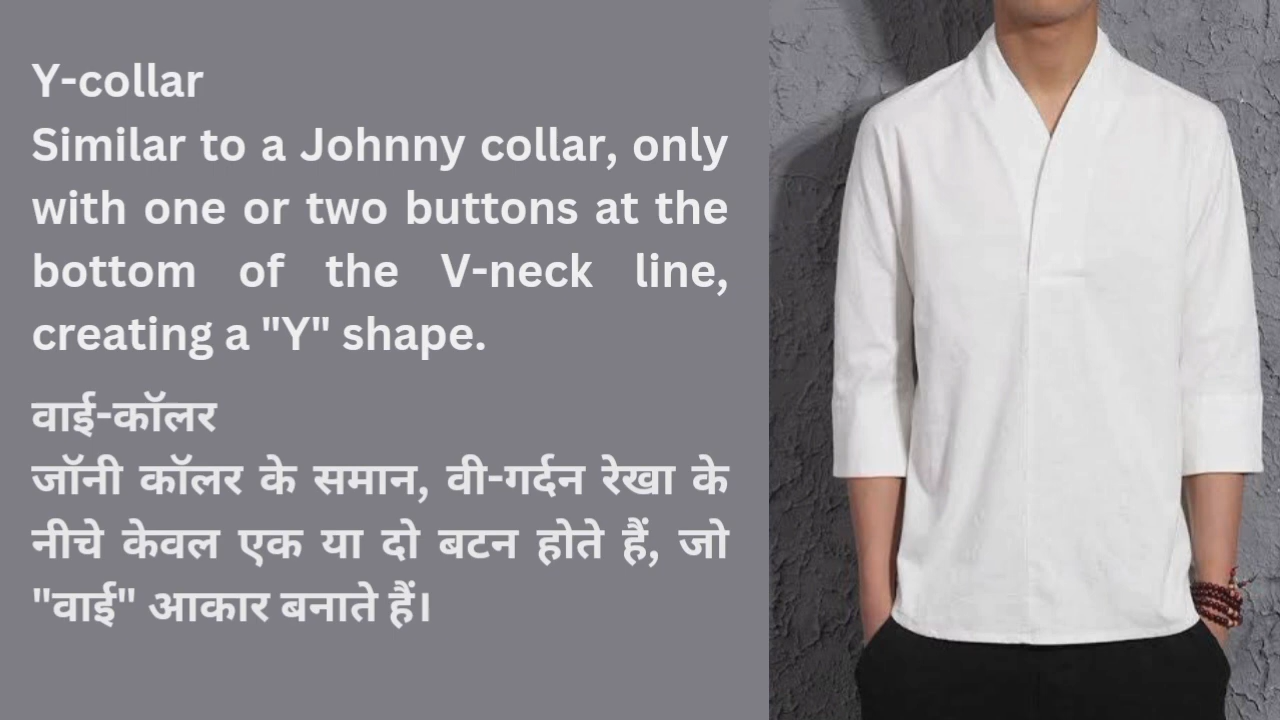 Y-collar
Similar to a Johnny collar, only
with one or two buttons at the
bottom of the V-neck line,
creating a "Y" shape.
वाई-कॉलर
जॉनी कॉलर के समान, वी-गर्दन रेखा के
नीचे केवल एक या दो बटन होते हैं, जो
"वाई" आकार बनाते हैं।